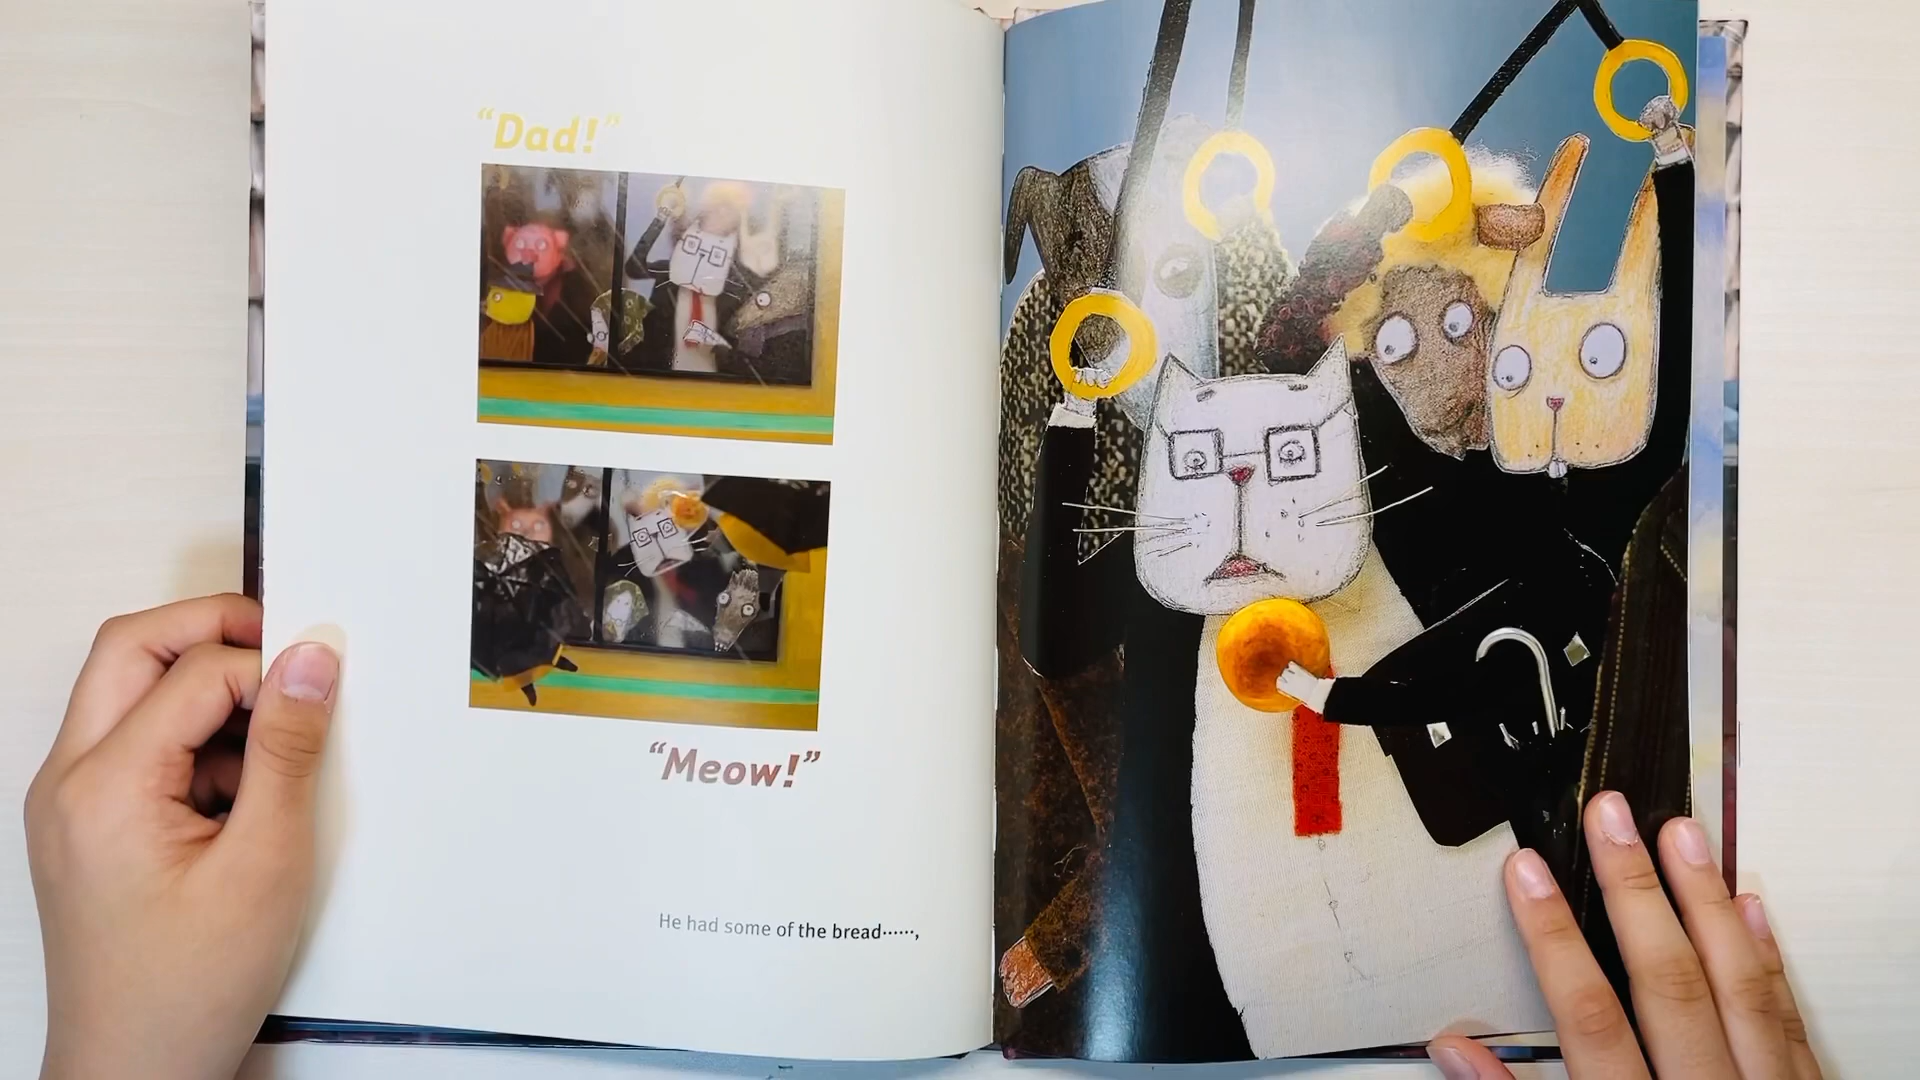 “Dad!”
“Meow!”
He had some of the bread……,